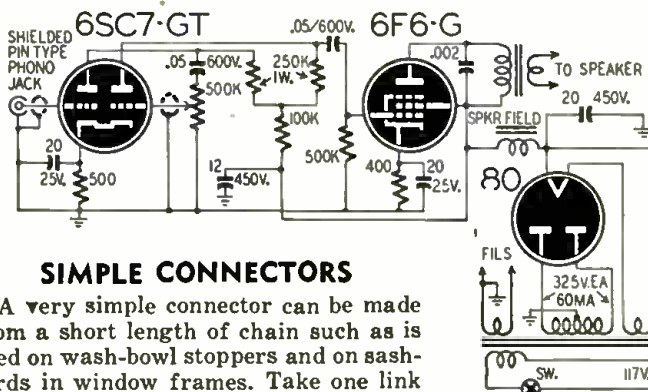 6SC7-GT
6F6-G
SHIELDED
PIN TYPE
PHONO
JACK
.05/600V.
.05
600V.
500K
250K
1W.
.002
TO SPEAKER
20 450V.
SPKR FIELD
100K
500K
20
25V.
500
12
450V.
400
20
25V.
80
FILS
325V.EA
60MA
SW.
117V.
SIMPLE CONNECTORS
A very simple connector can be made
om a short length of chain such as is
ed on wash-bowl stoppers and on sash-
rds in window frames. Take one link